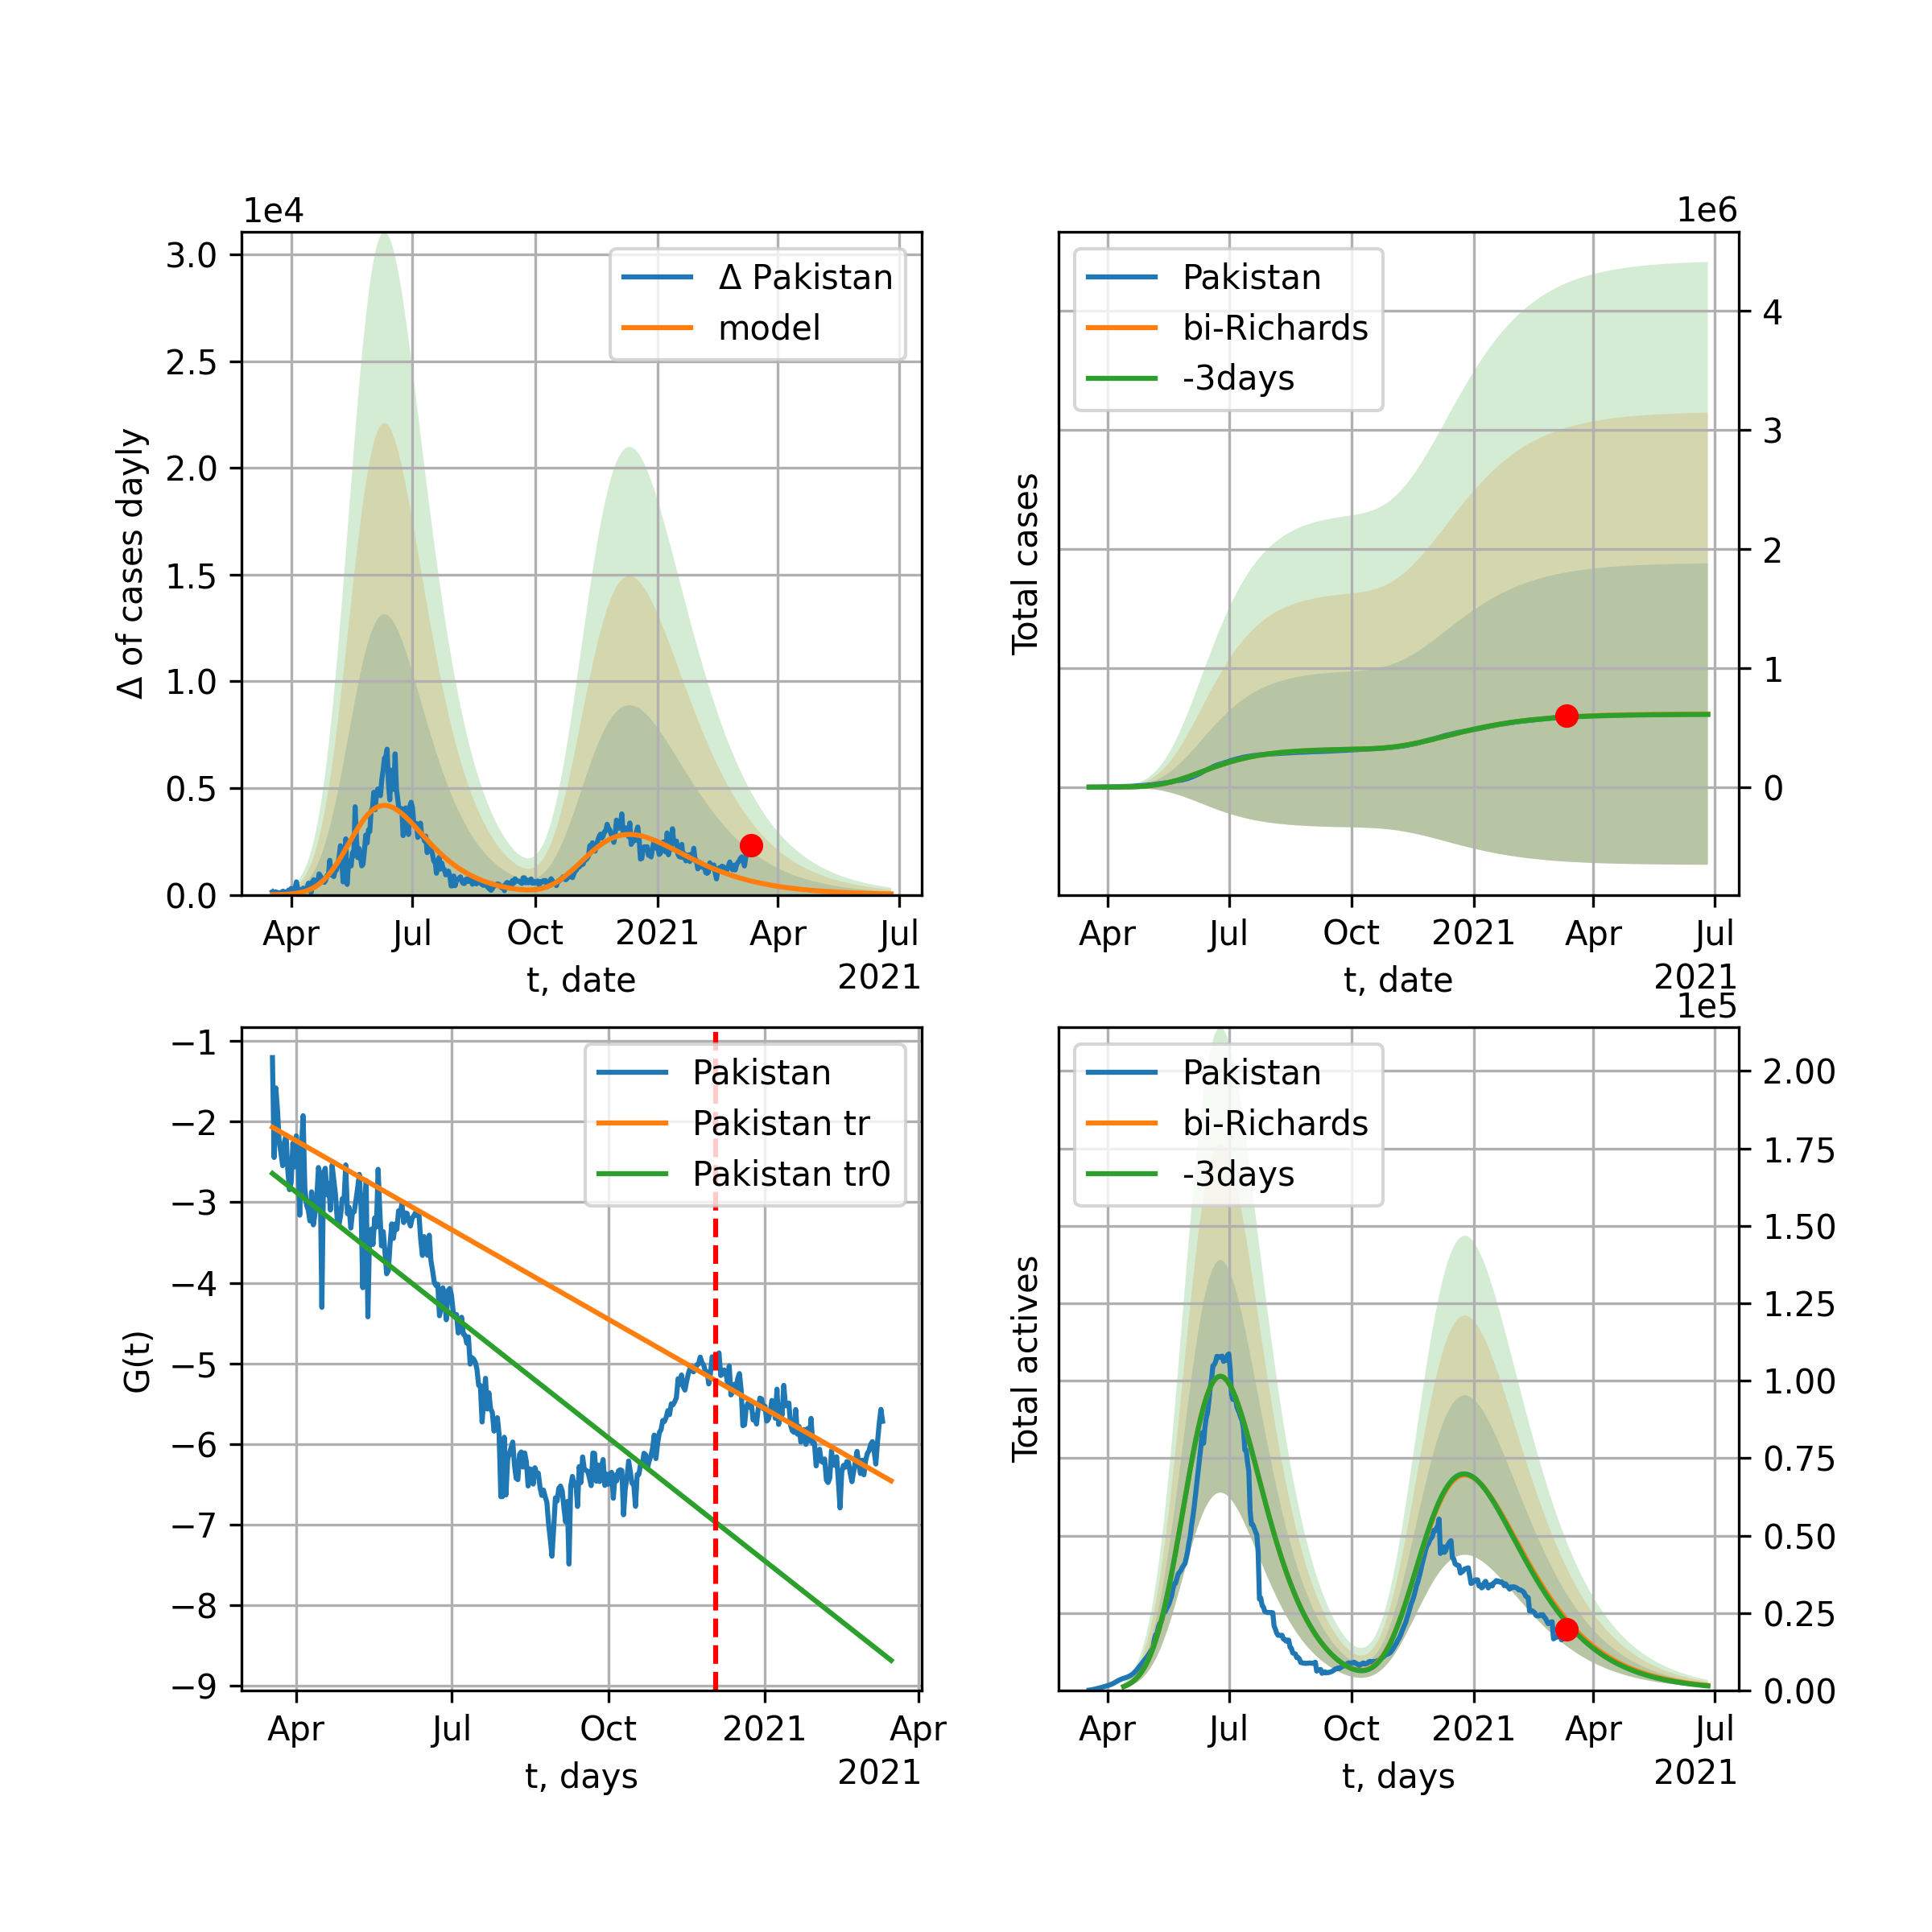 1e4
3.0
2.5
2.0
1.5
1.0
0.5
0.0
Δ of cases dayly
Δ Pakistan
model
Apr
Jul
Oct
2021
Apr
Jul
t, date
2021
1e6
4
3
2
1
0
Total cases
Pakistan
bi-Richards
-3days
Apr
Jul
Oct
2021
Apr
Jul
t, date
2021
−1
−2
−3
−4
−5
−6
−7
−8
−9
G(t)
Pakistan
Pakistan tr
Pakistan tr0
Apr
Jul
Oct
2021
Apr
t, days
2021
1e5
2.00
1.75
1.50
1.25
1.00
0.75
0.50
0.25
0.00
Total actives
Pakistan
bi-Richards
-3days
Apr
Jul
Oct
2021
Apr
Jul
t, days
2021